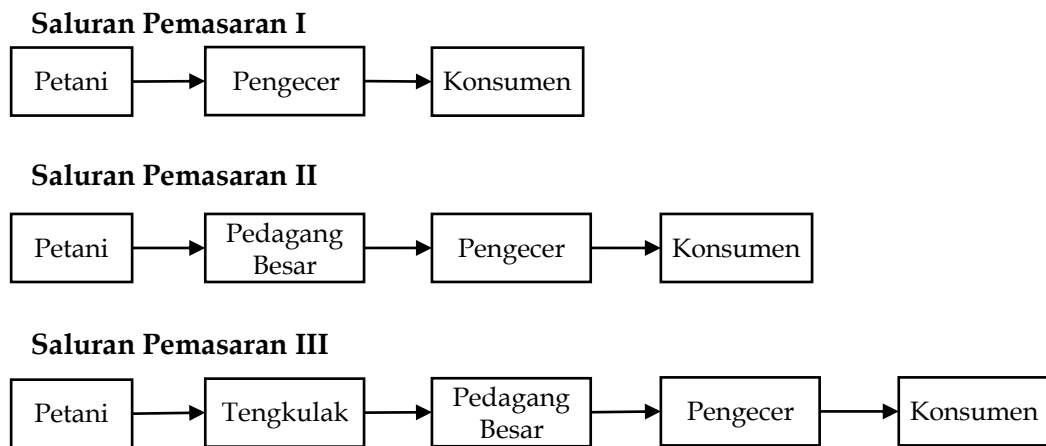 Saluran Pemasaran I
Petani
Pengecer
Konsumen
Saluran Pemasaran II
Petani
Pedagang
Besar
Pengecer
Konsumen
Saluran Pemasaran III
Petani
Tengkulak
Pedagang
Besar
Pengecer
Konsumen